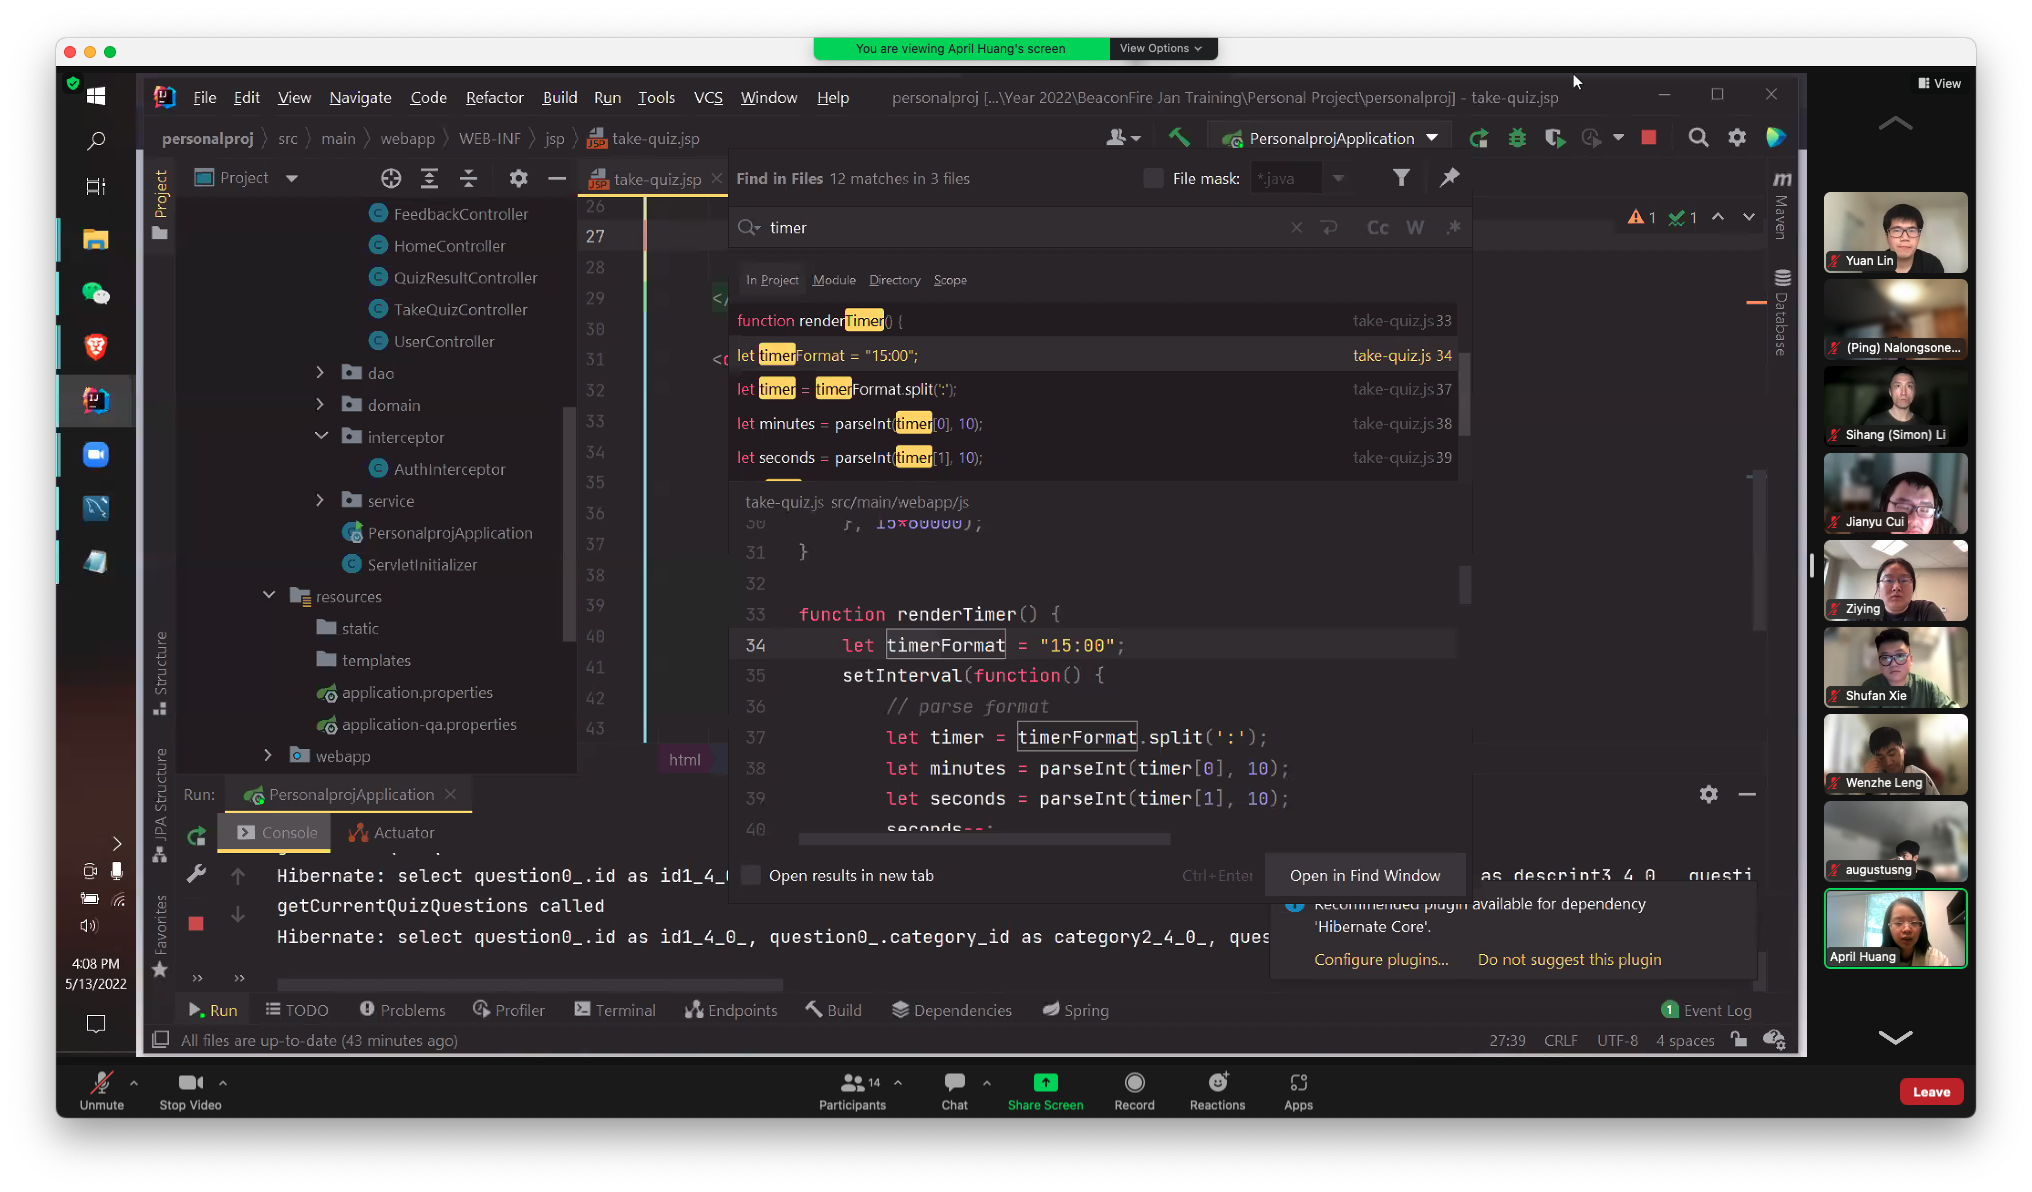 You are viewing April Huang's screen
View Options
View
File Edit View Navigate Code Refactor Build Run Tools VCS Window Help
personalproj [...\Year 2022\BeaconFire Jan Training\Personal Project\personalproj] - take-quiz.jsp
personalproj src main webapp WEB-INF jsp take-quiz.jsp
PersonalprojApplication
Project
Project
take-quiz.jsp
FeedbackController
HomeController
QuizResultController
TakeQuizController
UserController
dao
domain
interceptor
AuthInterceptor
service
PersonalprojApplication
ServletInitializer
resources
static
templates
application.properties
application-qa.properties
webapp
26
27
28
29 </
30
31
32
33
34
35
36
37
38
39
40
41
42
43
html
Find in Files 12 matches in 3 files
File mask: *.java
timer
Cc W .*
In Project Module Directory Scope
function renderTimer() { take-quiz.js 33
let timerFormat = "15:00"; take-quiz.js 34
let timer = timerFormat.split(':'); take-quiz.js 37
let minutes = parseInt(timer[0], 10); take-quiz.js 38
let seconds = parseInt(timer[1], 10); take-quiz.js 39
take-quiz.js src/main/webapp/js
30 }, 15*60000);
31 }
32
33 function renderTimer() {
34 let timerFormat = "15:00";
35 setInterval(function() {
36 // parse format
37 let timer = timerFormat.split(':');
38 let minutes = parseInt(timer[0], 10);
39 let seconds = parseInt(timer[1], 10);
40 seconds--;
Open results in new tab
Ctrl+Enter
Open in Find Window
1 1
Maven
Database
Structure
JPA Structure
Favorites
Run: PersonalprojApplication
Console Actuator
Hibernate: select question0_.id as id1_4_ as descript3_4_0_ questi
getCurrentQuizQuestions called
Hibernate: select question0_.id as id1_4_0_, question0_.category_id as category2_4_0_, ques
Recommended plugin available for dependency
'Hibernate Core'.
Configure plugins... Do not suggest this plugin
Run TODO Problems Profiler Terminal Endpoints Build Dependencies Spring
1 Event Log
All files are up-to-date (43 minutes ago)
27:39 CRLF UTF-8 4 spaces
4:08 PM
5/13/2022
Yuan Lin
(Ping) Nalongsone...
Sihang (Simon) Li
Jianyu Cui
Ziying
Shufan Xie
Wenzhe Leng
augustusng
April Huang
Unmute
Stop Video
Participants 14
Chat
Share Screen
Record
Reactions
Apps
Leave